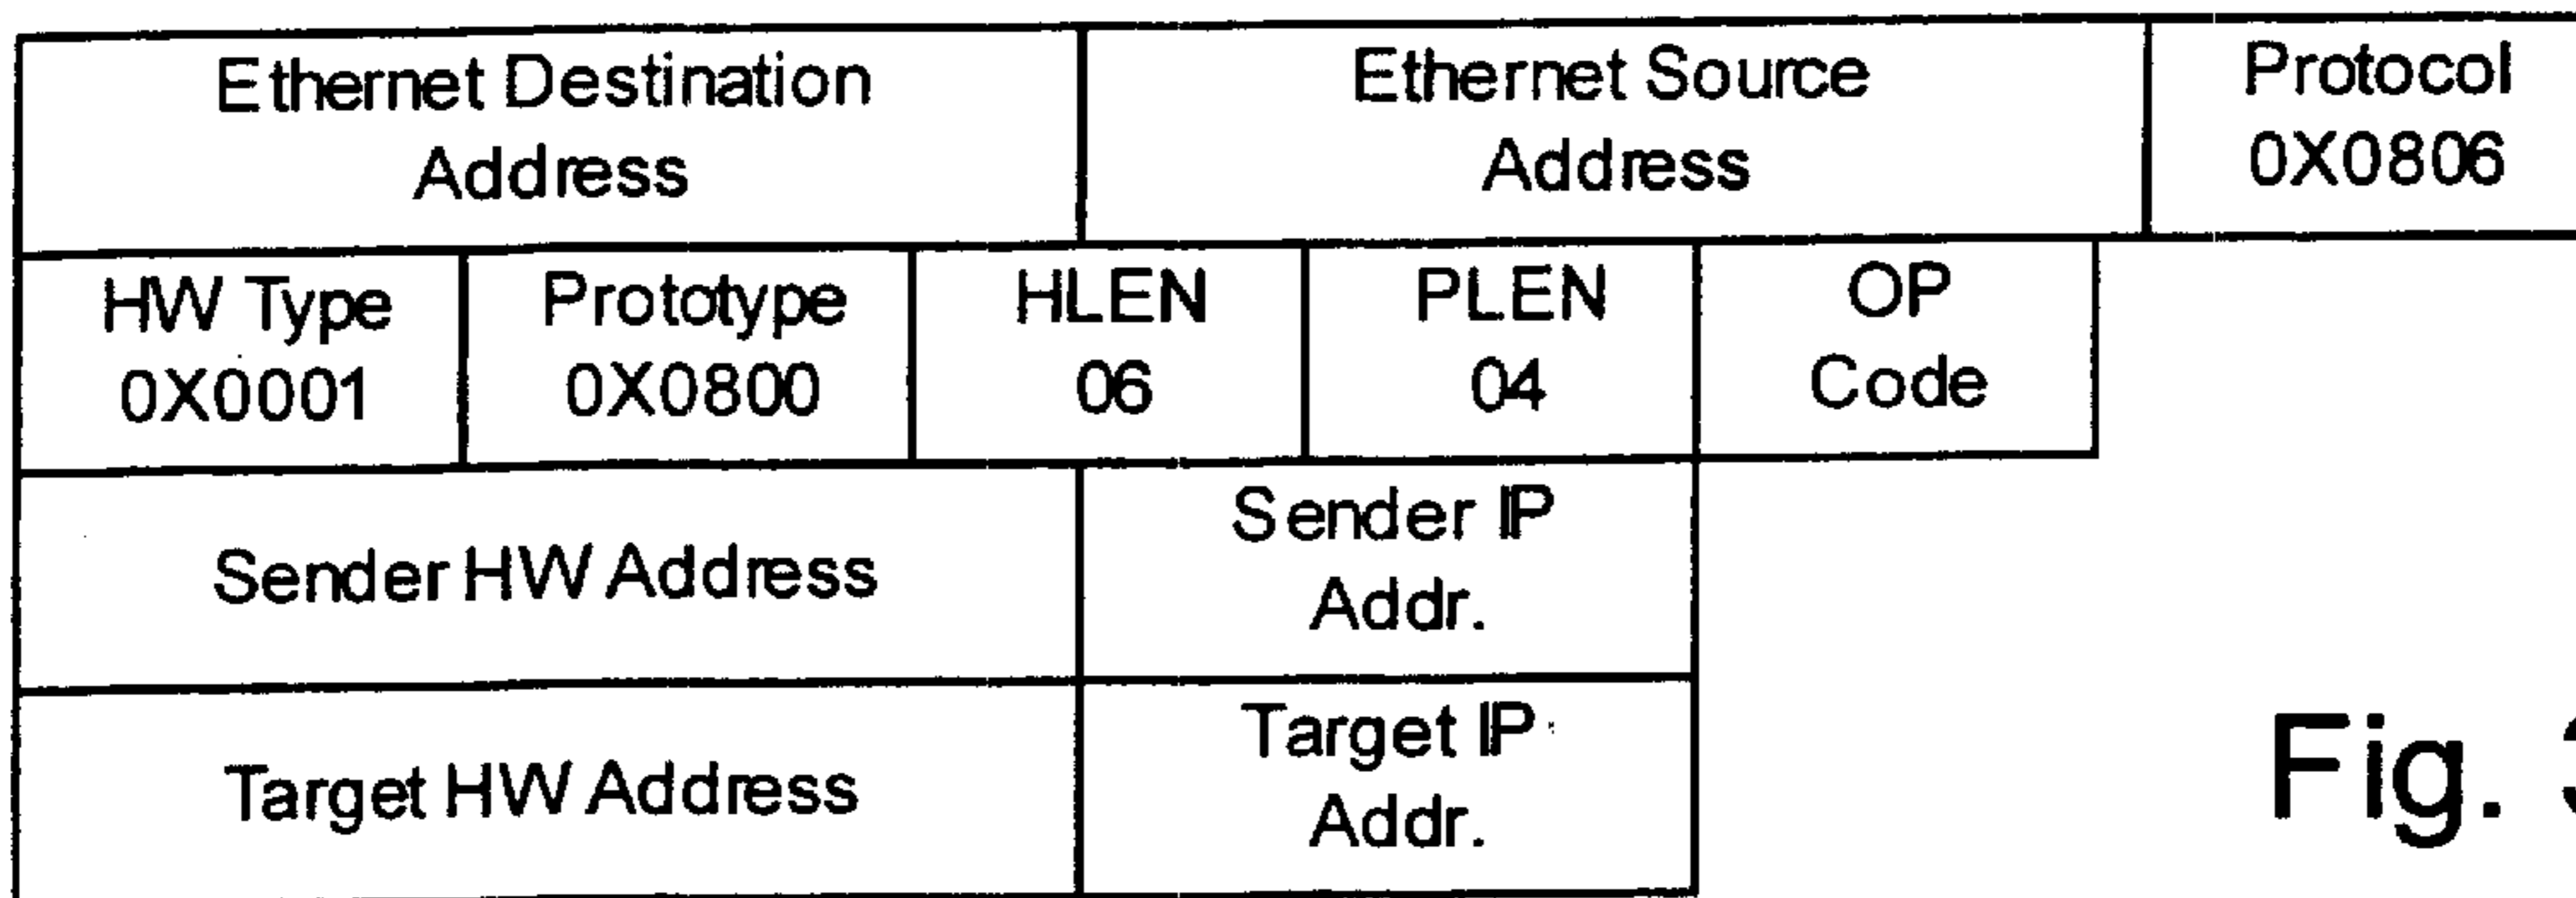 Ethernet Destination
Address
Ethernet Source
Address
Protocol
0X0806
HW Type
0X0001
Prototype
0X0800
HLEN
06
PLEN
04
OP
Code
Sender HW Address
Sender IP
Addr.
Target HW Address
Target IP
Addr.
Fig. 3